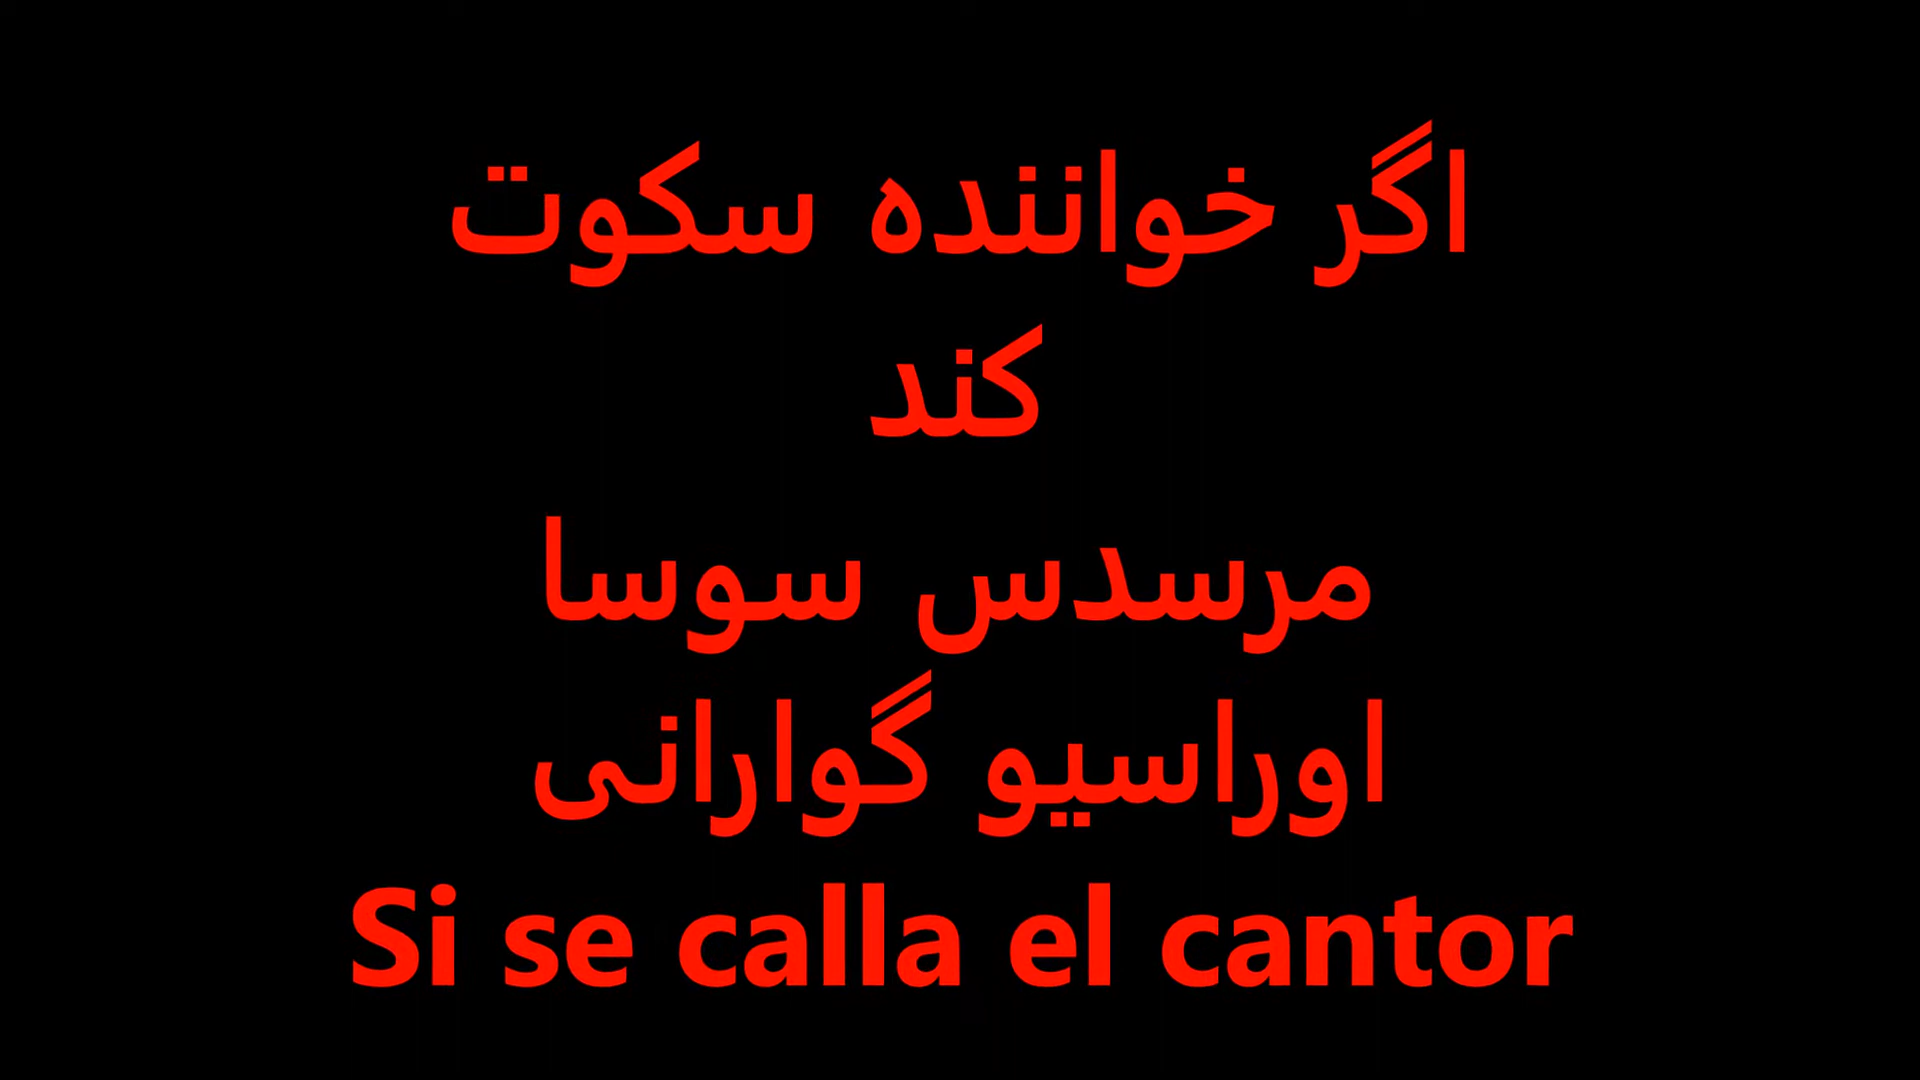 اگر خواننده سکوت
کند
مرسدس سوسا
اوراسیو گوارانی
Si se calla el cantor